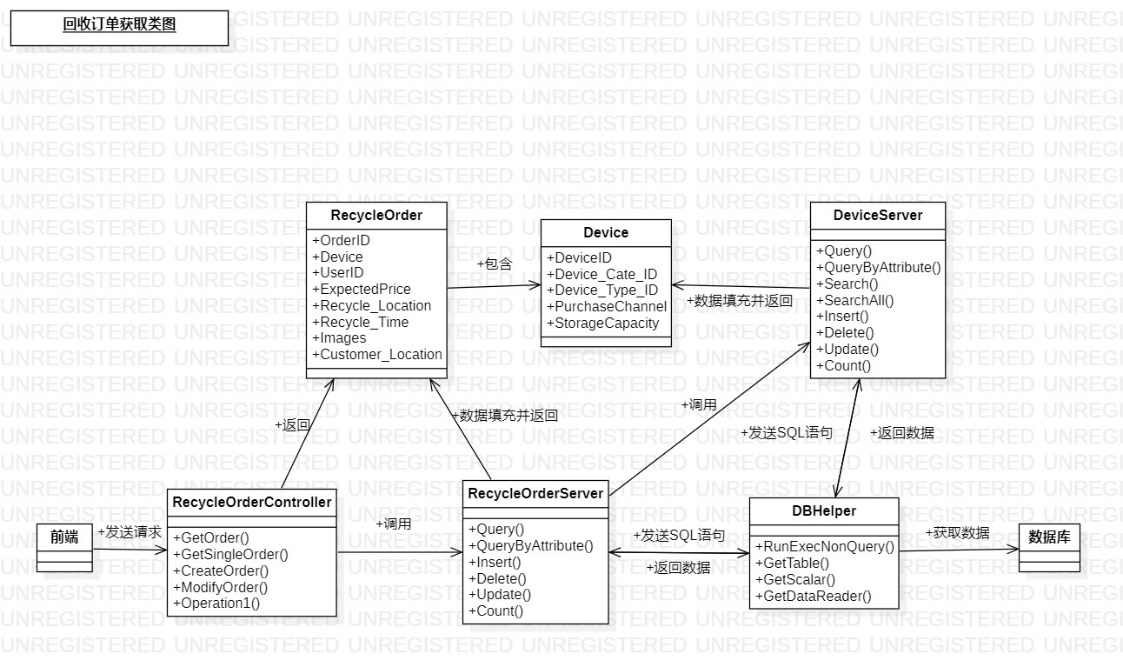 回收订单获取类图
RecycleOrder
+OrderID
+Device
+UserID
+ExpectedPrice
+Recycle_Location
+Recycle_Time
+Images
+Customer_Location
+包含
Device
+DeviceID
+Device_Cate_ID
+Device_Type_ID
+PurchaseChannel
+StorageCapacity
+数据填充并返回
DeviceServer
+Query()
+QueryByAttribute()
+Search()
+SearchAll()
+Insert()
+Delete()
+Update()
+Count()
+返回
+数据填充并返回
+调用
+发送SQL语句
+返回数据
前端
+发送请求
RecycleOrderController
+GetOrder()
+GetSingleOrder()
+CreateOrder()
+ModifyOrder()
+Operation1()
+调用
RecycleOrderServer
+Query()
+QueryByAttribute()
+Insert()
+Delete()
+Update()
+Count()
+发送SQL语句
+返回数据
DBHelper
+RunExecNonQuery()
+GetTable()
+GetScalar()
+GetDataReader()
+获取数据
数据库
UNREGISTERED